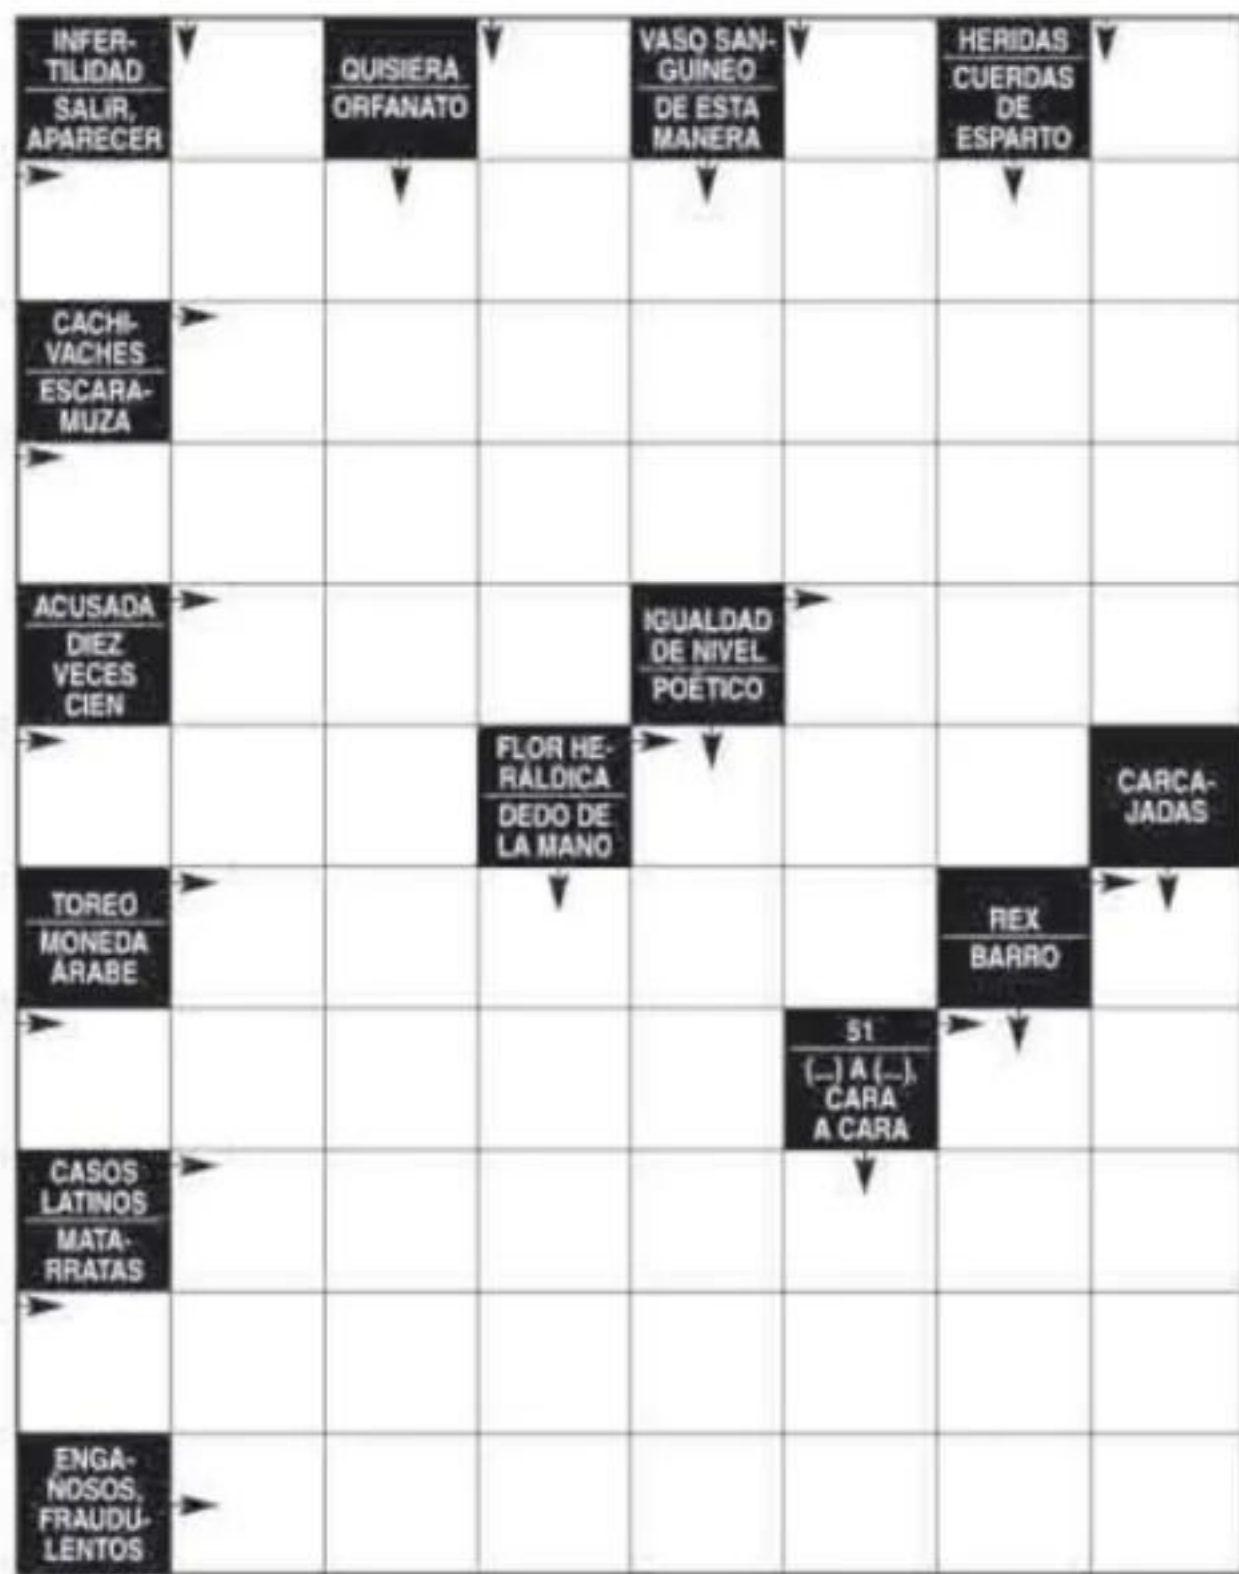 INFER-
TILIDAD
SALIR,
APARECER
QUISIERA
ORFANATO
VASO SAN-
GUÍNEO
DE ESTA
MANERA
HERIDAS
CUERDAS
DE
ESPARTO
CACHI-
VACHES
ESCARA-
MUZA
ACUSADA
DIEZ
VECES
CIEN
IGUALDAD
DE NIVEL
POÉTICO
FLOR HE-
RÁLDICA
DEDO DE
LA MANO
CARCA-
JADAS
TOREO
MONEDA
ÁRABE
REX
BARRO
51
(...) A (...),
CARA
A CARA
CASOS
LATINOS
MATA-
RRATAS
ENGA-
ÑOSOS,
FRAUDU-
LENTOS